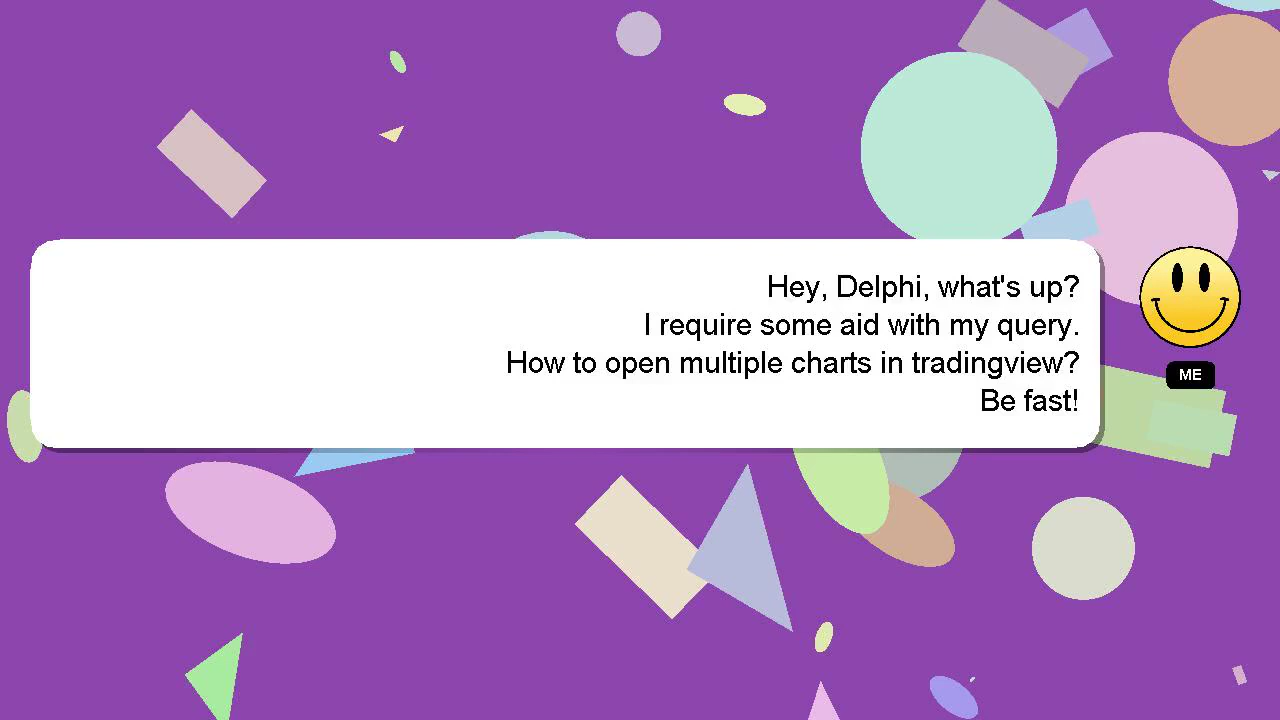 Hey, Delphi, what's up?
I require some aid with my query.
How to open multiple charts in tradingview?
Be fast!
ME